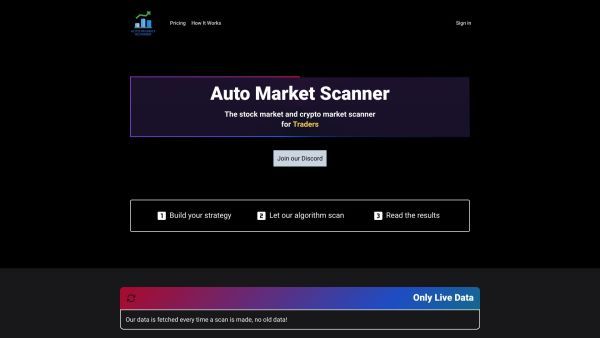 AUTO MARKET
SCANNER
Pricing
How It Works
Sign in
Auto Market Scanner
The stock market and crypto market scanner
for Traders
Join our Discord
1 Build your strategy
2 Let our algorithm scan
3 Read the results
Only Live Data
Our data is fetched every time a scan is made, no old data!